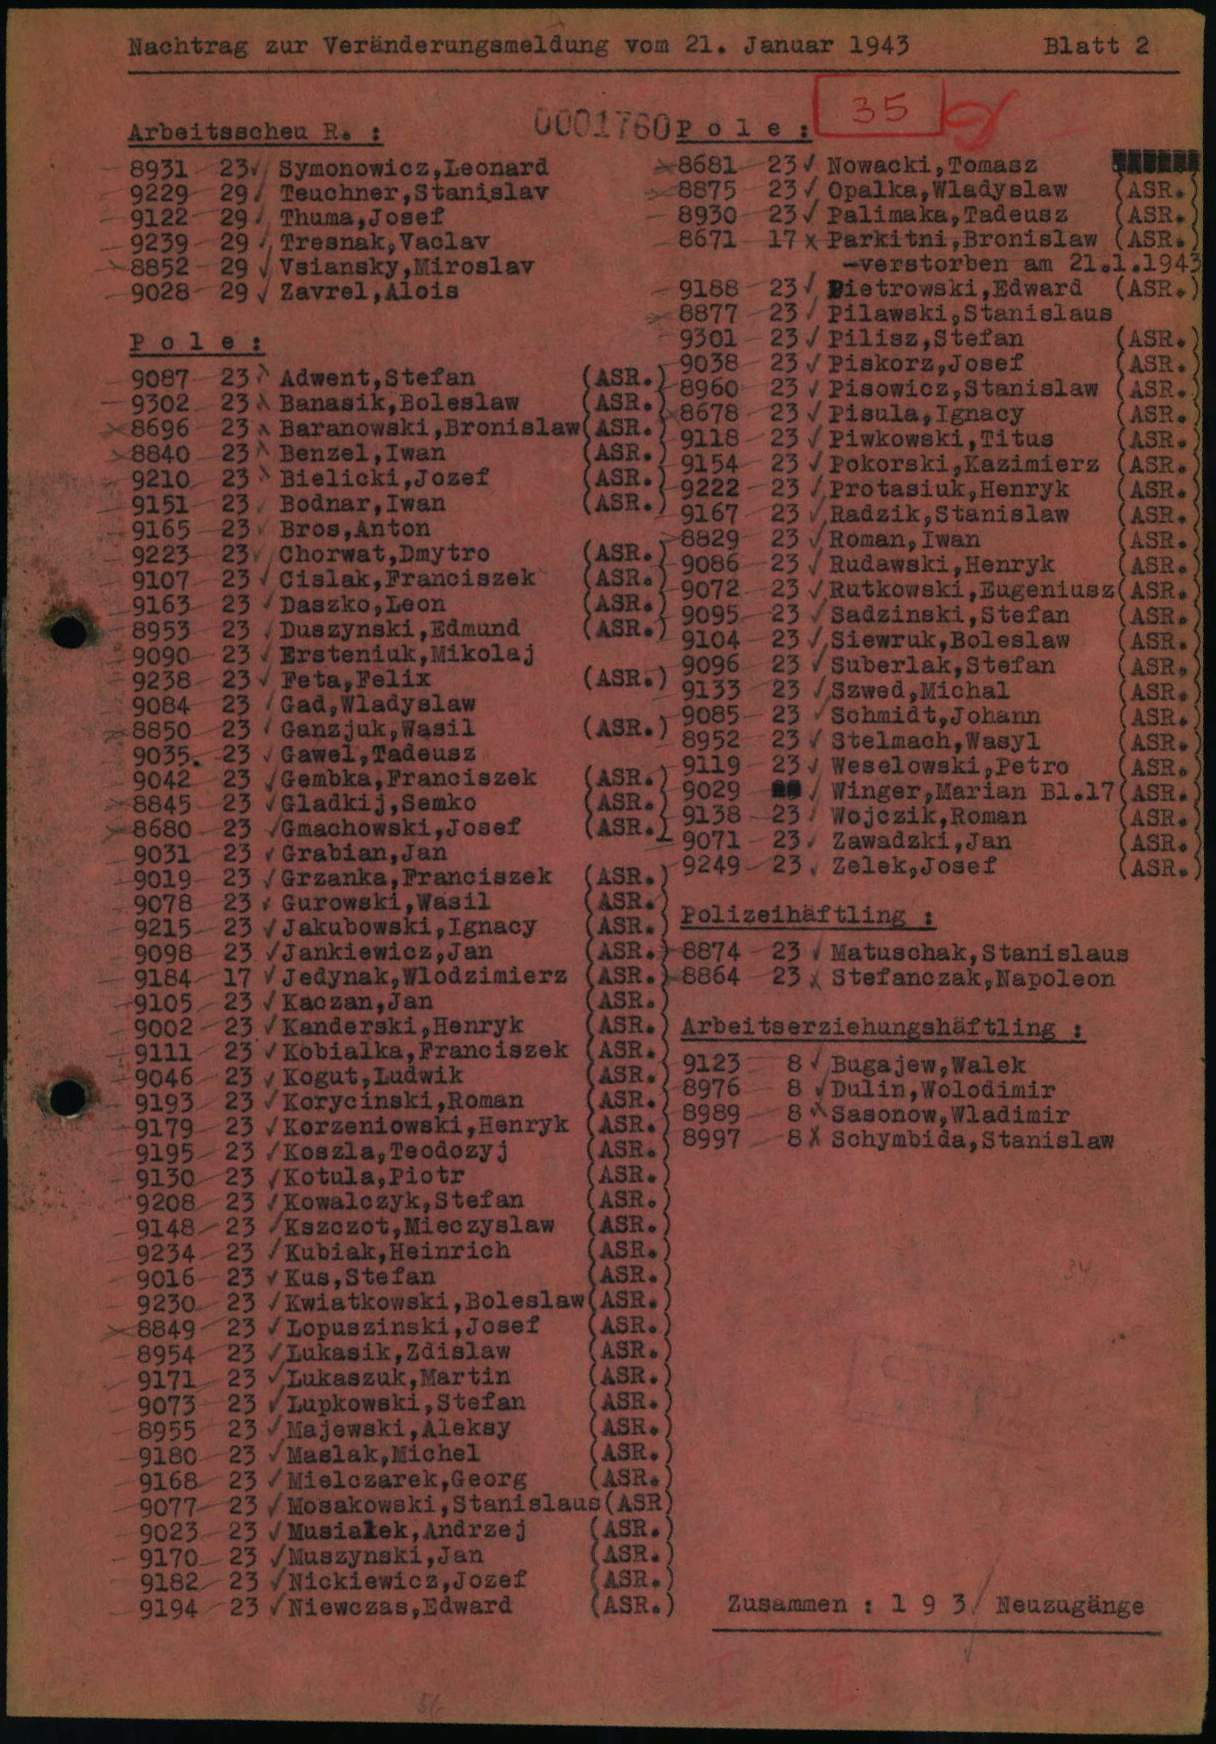 Nachtrag zur Veränderungsmeldung vom 21. Januar 1943 Blatt 2
0001760
35
Arbeitsscheu R. :
8931 23 Symonowicz,Leonard
9229 29 Teuchner,Stanislav
9122 29 Thuma,Josef
9239 29 Tresnak,Vaclav
8852 29 Vsiansky,Miroslav
9028 29 Zavrel,Alois
P o l e :
9087 23 Adwent,Stefan (ASR.)
9302 23 Banasik,Boleslaw (ASR.)
8696 23 Baranowski,Bronislaw(ASR.)
8840 23 Benzel,Iwan (ASR.)
9210 23 Bielicki,Jozef (ASR.)
9151 23 Bodnar,Iwan (ASR.)
9165 23 Bros,Anton
9223 23 Chorwat,Dmytro (ASR.)
9107 23 Cislak,Franciszek (ASR.)
9163 23 Daszko,Leon (ASR.)
8953 23 Duszynski,Edmund (ASR.)
9090 23 Ersteniuk,Mikolaj
9238 23 Feta,Felix (ASR.)
9084 23 Gad,Wladyslaw
8850 23 Ganzjuk,Wasil (ASR.)
9035. 23 Gawel,Tadeusz
9042 23 Gembka,Franciszek (ASR.)
8845 23 Gladkij,Semko (ASR.)
8680 23 Gmachowski,Josef (ASR.)
9031 23 Grabian,Jan
9019 23 Grzanka,Franciszek (ASR.)
9078 23 Gurowski,Wasil (ASR.)
9215 23 Jakubowski,Ignacy (ASR.)
9098 23 Jankiewicz,Jan (ASR.)
9184 17 Jedynak,Wlodzimierz (ASR.)
9105 23 Kaczan,Jan (ASR.)
9002 23 Kanderski,Henryk (ASR.)
9111 23 Kobialka,Franciszek (ASR.)
9046 23 Kogut,Ludwik (ASR.)
9193 23 Korycinski,Roman (ASR.)
9179 23 Korzeniowski,Henryk (ASR.)
9195 23 Koszla,Teodozyj (ASR.)
9130 23 Kotula,Piotr (ASR.)
9208 23 Kowalczyk,Stefan (ASR.)
9148 23 Kszczot,Mieczyslaw (ASR.)
9234 23 Kubiak,Heinrich (ASR.)
9016 23 Kus,Stefan (ASR.)
9230 23 Kwiatkowski,Boleslaw(ASR.)
8849 23 Lopuszinski,Josef (ASR.)
8954 23 Lukasik,Zdislaw (ASR.)
9171 23 Lukaszuk,Martin (ASR.)
9073 23 Lupkowski,Stefan (ASR.)
8955 23 Majewski,Aleksy (ASR.)
9180 23 Maslak,Michel (ASR.)
9168 23 Mielczarek,Georg (ASR.)
9077 23 Mosakowski,Stanislaus(ASR)
9023 23 Musialek,Andrzej (ASR.)
9170 23 Muszynski,Jan (ASR.)
9182 23 Nickiewicz,Jozef (ASR.)
9194 23 Niewczas,Edward (ASR.)
P o l e :
8681 23 Nowacki,Tomasz
8875 23 Opalka,Wladyslaw (ASR.)
8930 23 Palimaka,Tadeusz (ASR.)
8671 17 Parkitni,Bronislaw (ASR.)
-verstorben am 21.1.1943
9188 23 Pietrowski,Edward (ASR.)
8877 23 Pilawski,Stanislaus
9301 23 Pilisz,Stefan (ASR.)
9038 23 Piskorz,Josef (ASR.)
8960 23 Pisowicz,Stanislaw (ASR.)
8678 23 Pisula,Ignacy (ASR.)
9118 23 Piwkowski,Titus (ASR.)
9154 23 Pokorski,Kazimierz (ASR.)
9222 23 Protasiuk,Henryk (ASR.)
9167 23 Radzik,Stanislaw (ASR.)
8829 23 Roman,Iwan (ASR.)
9086 23 Rudawski,Henryk (ASR.)
9072 23 Rutkowski,Eugeniusz(ASR.)
9095 23 Sadzinski,Stefan (ASR.)
9104 23 Siewruk,Boleslaw (ASR.)
9096 23 Suberlak,Stefan (ASR.)
9133 23 Szwed,Michal (ASR.)
9085 23 Schmidt,Johann (ASR.)
8952 23 Stelmach,Wasyl (ASR.)
9119 23 Weselowski,Petro (ASR.)
9029 Winger,Marian Bl.17(ASR.)
9138 23 Wojczik,Roman (ASR.)
9071 23 Zawadzki,Jan (ASR.)
9249 23 Zelek,Josef (ASR.)
Polizeihäftling :
8874 23 Matuschak,Stanislaus
8864 23 Stefanczak,Napoleon
Arbeitserziehungshäftling :
9123 8 Bugajew,Walek
8976 8 Dulin,Wolodimir
8989 8 Sasonow,Wladimir
8997 8 Schymbida,Stanislaw
34
Zusammen : 1 9 3 Neuzugänge